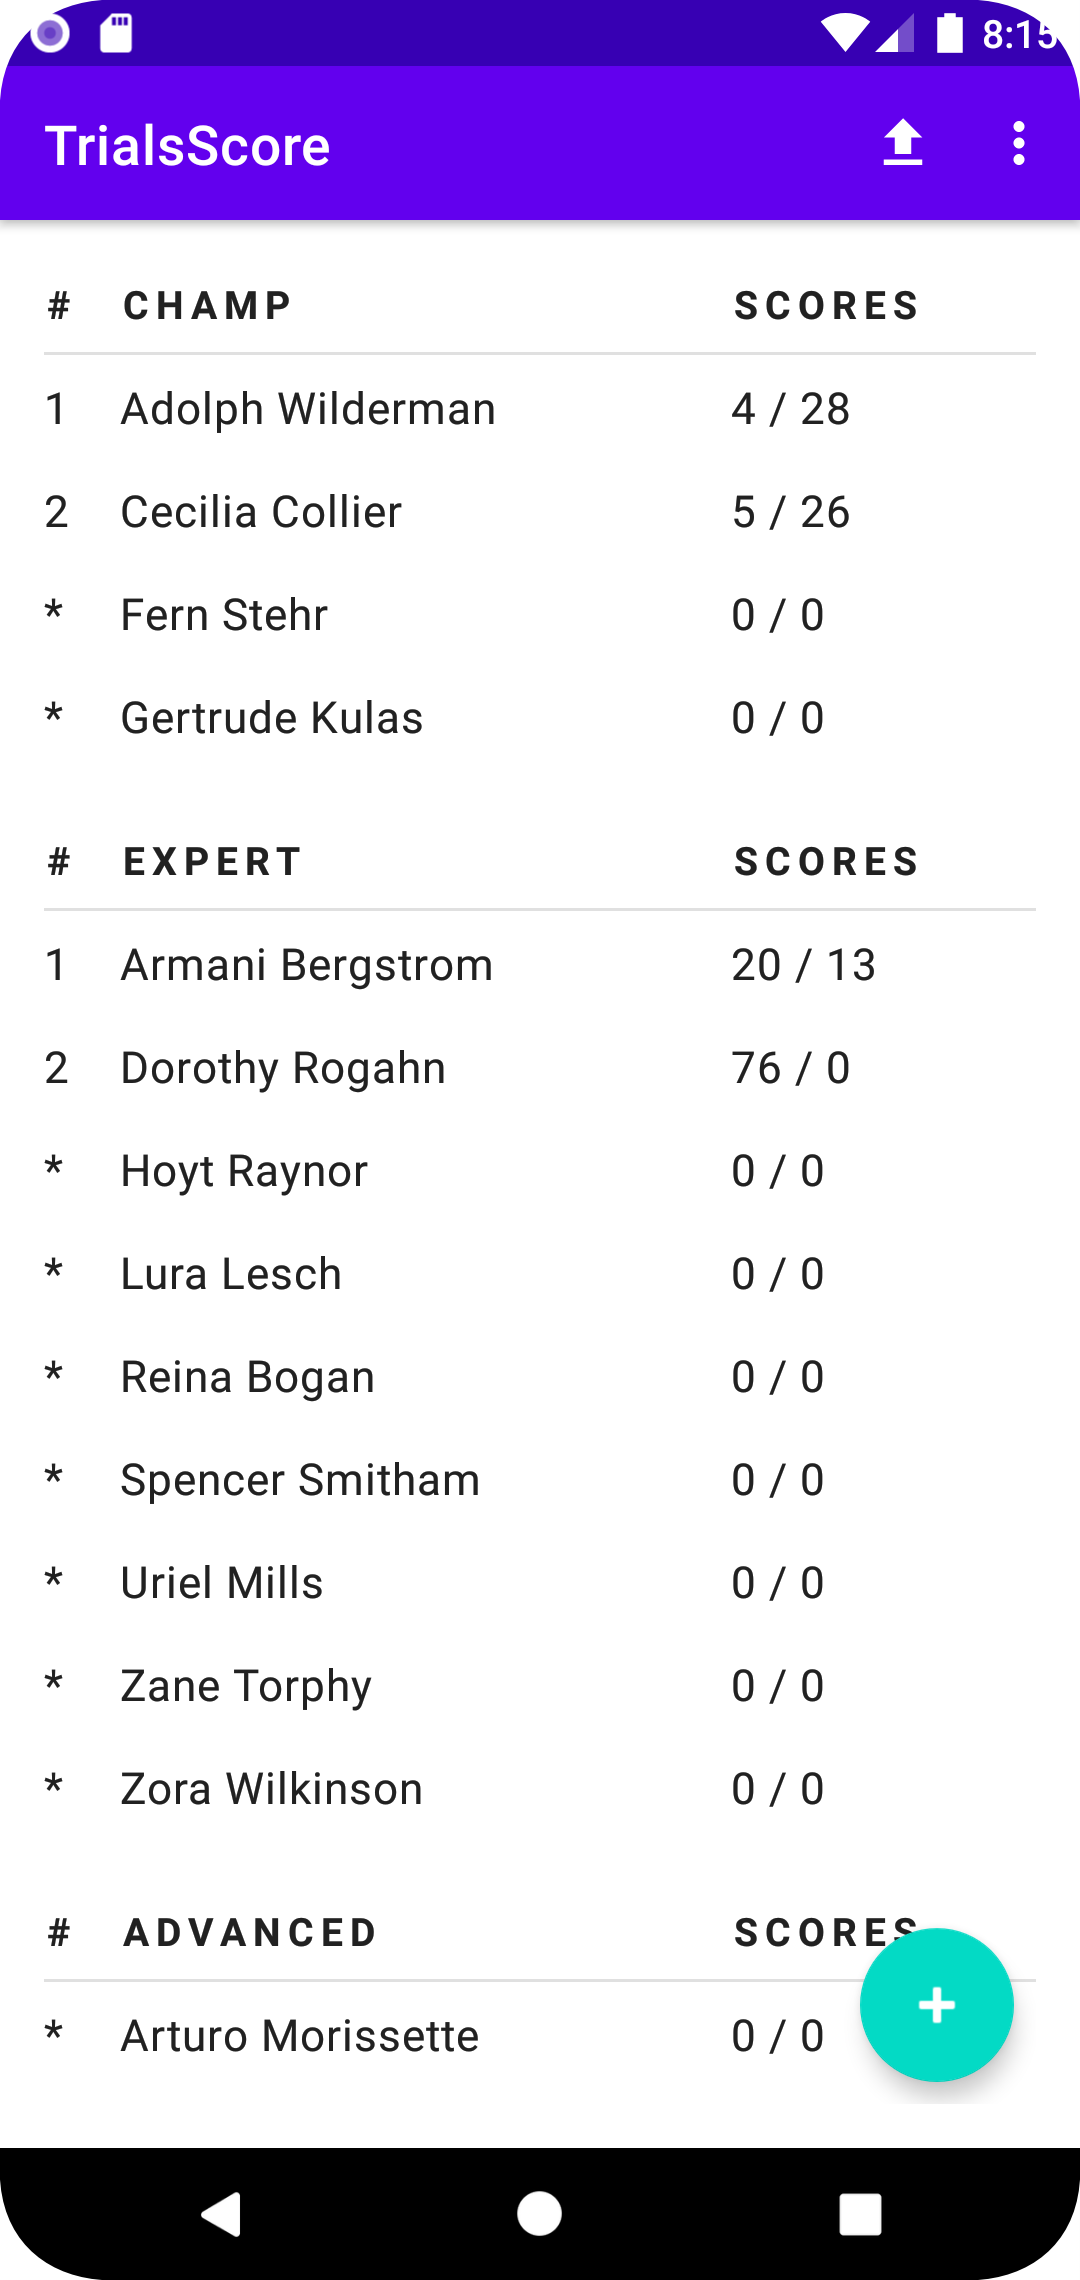 8:15
TrialsScore
# CHAMP SCORES
1 Adolph Wilderman 4 / 28
2 Cecilia Collier 5 / 26
* Fern Stehr 0 / 0
* Gertrude Kulas 0 / 0
# EXPERT SCORES
1 Armani Bergstrom 20 / 13
2 Dorothy Rogahn 76 / 0
* Hoyt Raynor 0 / 0
* Lura Lesch 0 / 0
* Reina Bogan 0 / 0
* Spencer Smitham 0 / 0
* Uriel Mills 0 / 0
* Zane Torphy 0 / 0
* Zora Wilkinson 0 / 0
# ADVANCED SCORES
* Arturo Morissette 0 / 0